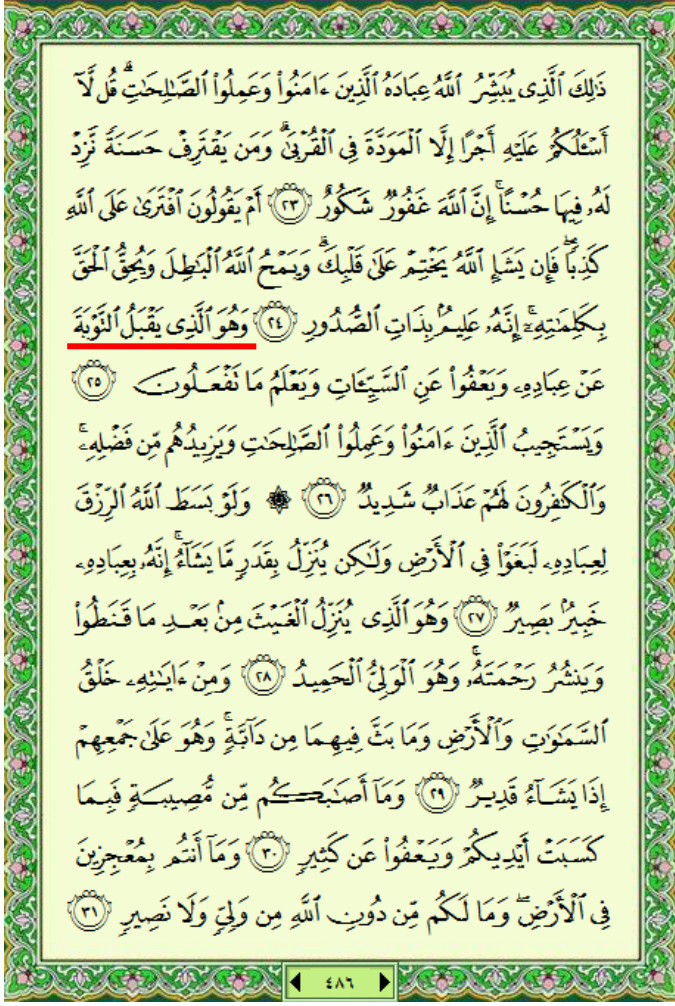 ذَٰلِكَ ٱلَّذِى يُبَشِّرُ ٱللَّهُ عِبَادَهُ ٱلَّذِينَ ءَامَنُوا۟ وَعَمِلُوا۟ ٱلصَّـٰلِحَـٰتِ ۗ قُل لَّآ
أَسْـَٔلُكُمْ عَلَيْهِ أَجْرًا إِلَّا ٱلْمَوَدَّةَ فِى ٱلْقُرْبَىٰ ۗ وَمَن يَقْتَرِفْ حَسَنَةً نَّزِدْ
لَهُۥ فِيهَا حُسْنًا ۚ إِنَّ ٱللَّهَ غَفُورٌ شَكُورٌ ٢٣ أَمْ يَقُولُونَ ٱفْتَرَىٰ عَلَى ٱللَّهِ
كَذِبًا ۖ فَإِن يَشَإِ ٱللَّهُ يَخْتِمْ عَلَىٰ قَلْبِكَ ۗ وَيَمْحُ ٱللَّهُ ٱلْبَـٰطِلَ وَيُحِقُّ ٱلْحَقَّ
بِكَلِمَـٰتِهِۦٓ ۚ إِنَّهُۥ عَلِيمٌۢ بِذَاتِ ٱلصُّدُورِ ٢٤ وَهُوَ ٱلَّذِى يَقْبَلُ ٱلتَّوْبَةَ
عَنْ عِبَادِهِۦ وَيَعْفُوا۟ عَنِ ٱلسَّيِّـَٔاتِ وَيَعْلَمُ مَا تَفْعَلُونَ ٢٥
وَيَسْتَجِيبُ ٱلَّذِينَ ءَامَنُوا۟ وَعَمِلُوا۟ ٱلصَّـٰلِحَـٰتِ وَيَزِيدُهُم مِّن فَضْلِهِۦ ۚ
وَٱلْكَـٰفِرُونَ لَهُمْ عَذَابٌ شَدِيدٌ ٢٦ ۞ وَلَوْ بَسَطَ ٱللَّهُ ٱلرِّزْقَ
لِعِبَادِهِۦ لَبَغَوْا۟ فِى ٱلْأَرْضِ وَلَـٰكِن يُنَزِّلُ بِقَدَرٍ مَّا يَشَآءُ ۚ إِنَّهُۥ بِعِبَادِهِۦ
خَبِيرٌۢ بَصِيرٌ ٢٧ وَهُوَ ٱلَّذِى يُنَزِّلُ ٱلْغَيْثَ مِنۢ بَعْدِ مَا قَنَطُوا۟
وَيَنشُرُ رَحْمَتَهُۥ ۚ وَهُوَ ٱلْوَلِىُّ ٱلْحَمِيدُ ٢٨ وَمِنْ ءَايَـٰتِهِۦ خَلْقُ
ٱلسَّمَـٰوَٰتِ وَٱلْأَرْضِ وَمَا بَثَّ فِيهِمَا مِن دَآبَّةٍ ۚ وَهُوَ عَلَىٰ جَمْعِهِمْ
إِذَا يَشَآءُ قَدِيرٌ ٢٩ وَمَآ أَصَـٰبَكُم مِّن مُّصِيبَةٍ فَبِمَا
كَسَبَتْ أَيْدِيكُمْ وَيَعْفُوا۟ عَن كَثِيرٍ ٣٠ وَمَآ أَنتُم بِمُعْجِزِينَ
فِى ٱلْأَرْضِ ۖ وَمَا لَكُم مِّن دُونِ ٱللَّهِ مِن وَلِىٍّ وَلَا نَصِيرٍ ٣١
٤٨٦